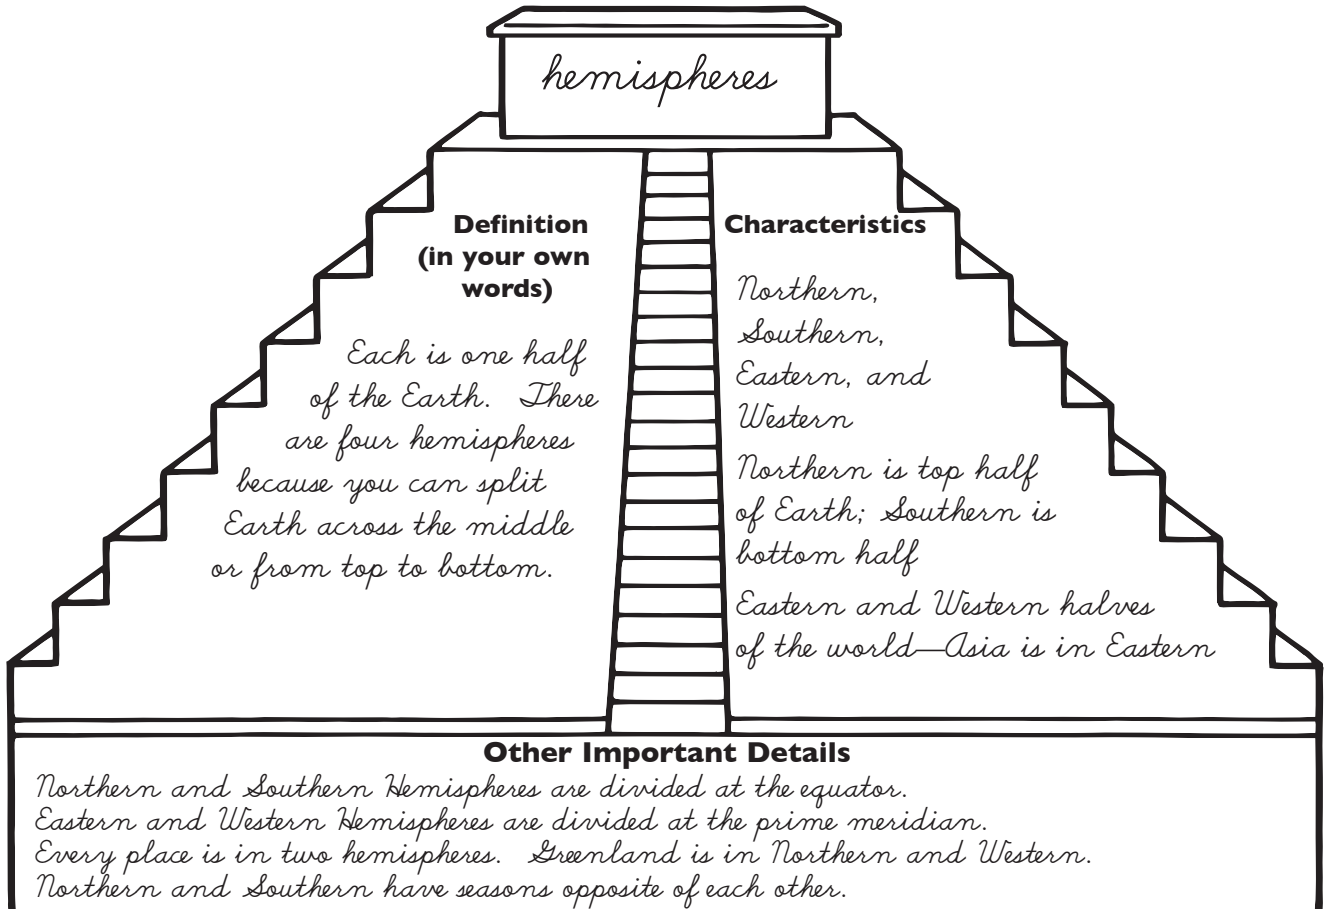 hemispheres
Definition
(in your own
words)
Each is one half
of the Earth. There
are four hemispheres
because you can split
Earth across the middle
or from top to bottom.
Characteristics
Northern,
Southern,
Eastern, and
Western
Northern is top half
of Earth; Southern is
bottom half
Eastern and Western halves
of the world—Asia is in Eastern
Other Important Details
Northern and Southern Hemispheres are divided at the equator.
Eastern and Western Hemispheres are divided at the prime meridian.
Every place is in two hemispheres. Greenland is in Northern and Western.
Northern and Southern have seasons opposite of each other.